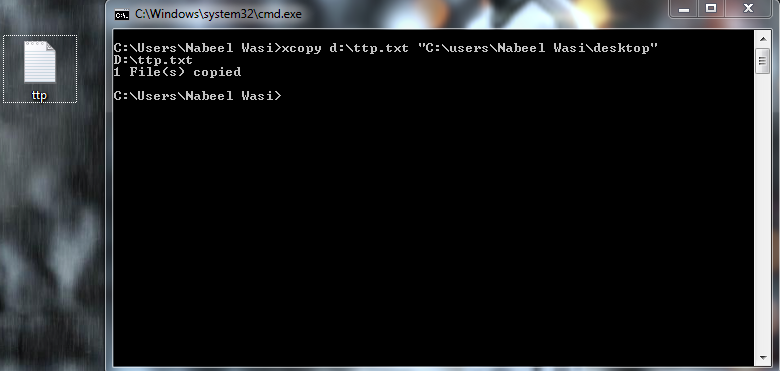 C:\Windows\system32\cmd.exe
C:\Users\Nabeel Wasi>xcopy d:\ttp.txt "C:\users\Nabeel Wasi\desktop"
D:\ttp.txt
1 File(s) copied
C:\Users\Nabeel Wasi>
ttp